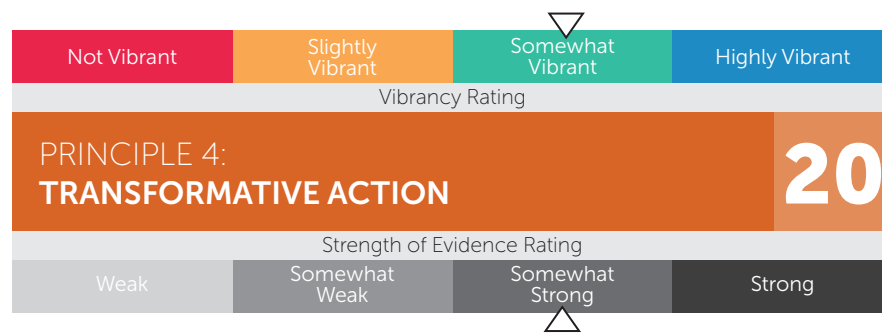 Not Vibrant
Slightly
Vibrant
Somewhat
Vibrant
Highly Vibrant
Vibrancy Rating
PRINCIPLE 4:
TRANSFORMATIVE ACTION
20
Strength of Evidence Rating
Weak
Somewhat
Weak
Somewhat
Strong
Strong